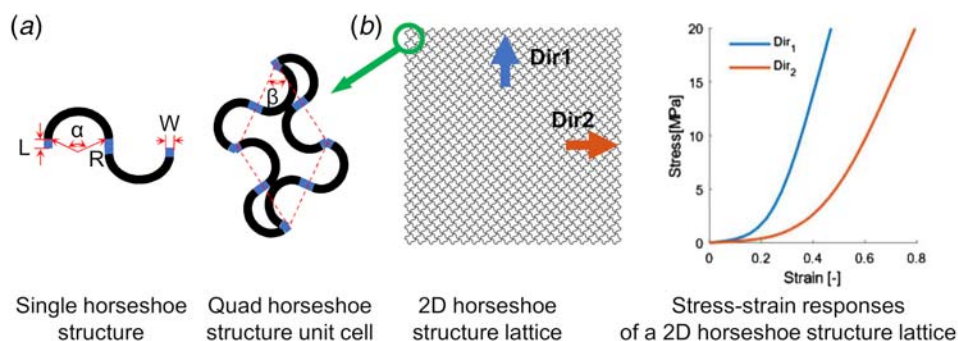 (a)
L
α
R
W
β
(b)
Dir1
Dir2
Stress[MPa]
20
15
10
5
0
Dir₁
Dir₂
0 0.2 0.4 0.6 0.8
Strain [-]
Single horseshoe
structure
Quad horseshoe
structure unit cell
2D horseshoe
structure lattice
Stress-strain responses
of a 2D horseshoe structure lattice